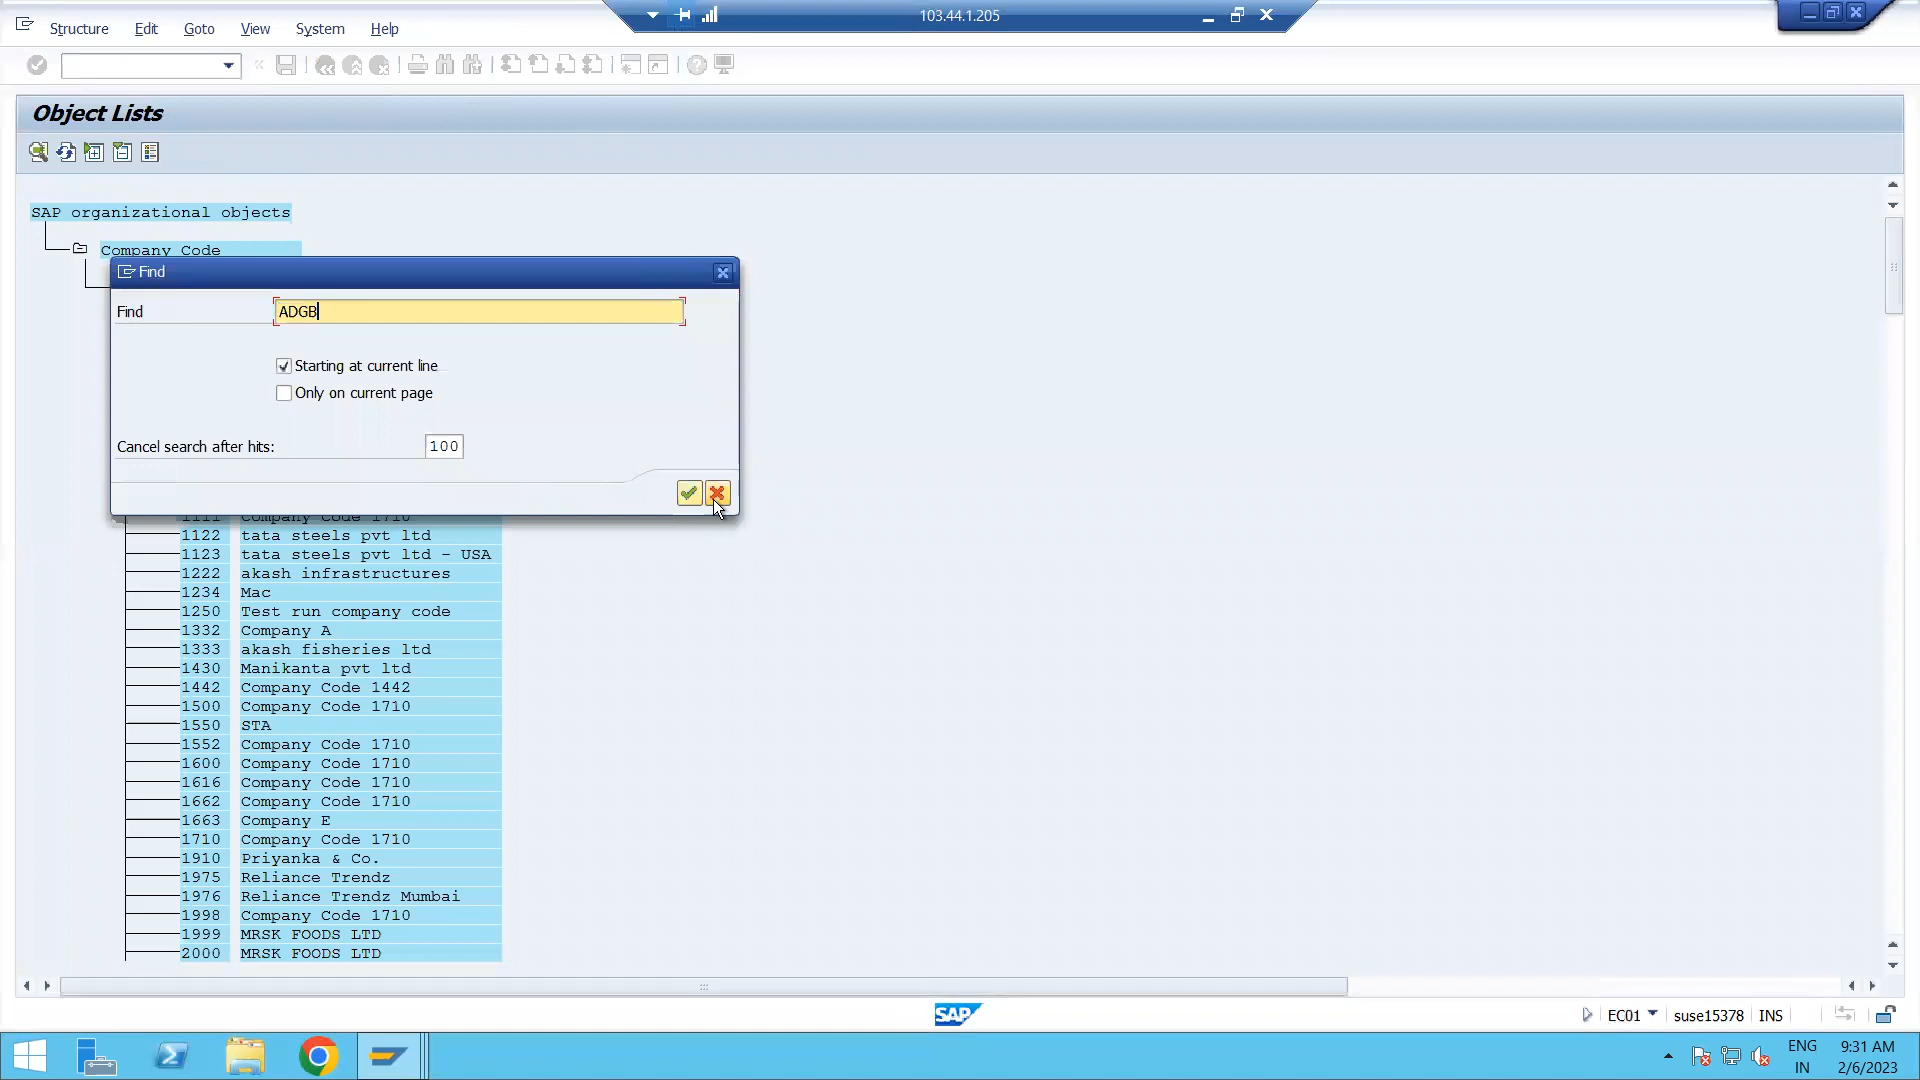 103.44.1.205
Structure Edit Goto View System Help
Object Lists
SAP organizational objects
Company Code
Find
Find ADGB
Starting at current line
Only on current page
Cancel search after hits: 100
1111 Company Code 1710
1122 tata steels pvt ltd
1123 tata steels pvt ltd - USA
1222 akash infrastructures
1234 Mac
1250 Test run company code
1332 Company A
1333 akash fisheries ltd
1430 Manikanta pvt ltd
1442 Company Code 1442
1500 Company Code 1710
1550 STA
1552 Company Code 1710
1600 Company Code 1710
1616 Company Code 1710
1662 Company Code 1710
1663 Company E
1710 Company Code 1710
1910 Priyanka & Co.
1975 Reliance Trendz
1976 Reliance Trendz Mumbai
1998 Company Code 1710
1999 MRSK FOODS LTD
2000 MRSK FOODS LTD
SAP
EC01 suse15378 INS
ENG 9:31 AM
IN 2/6/2023